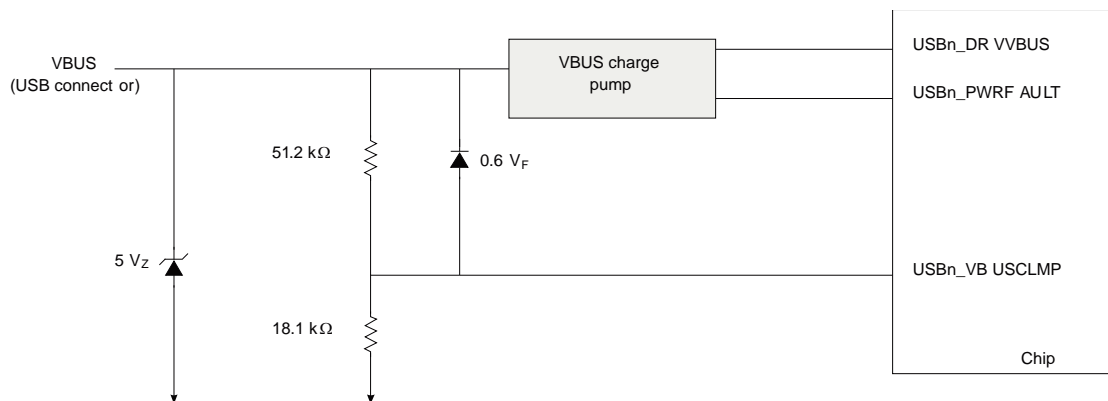 VBUS
(USB connect or)
VBUS charge
pump
USBn_DR VVBUS
USBn_PWRF AULT
51.2 kΩ
0.6 VF
5 VZ
USBn_VB USCLMP
18.1 kΩ
Chip